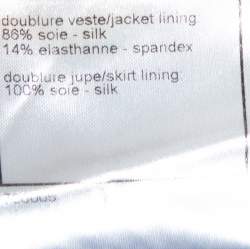 doublure veste/jacket lining
86% soie - silk
14% elasthanne - spandex
doublure jupe/skirt lining
100% soie - silk